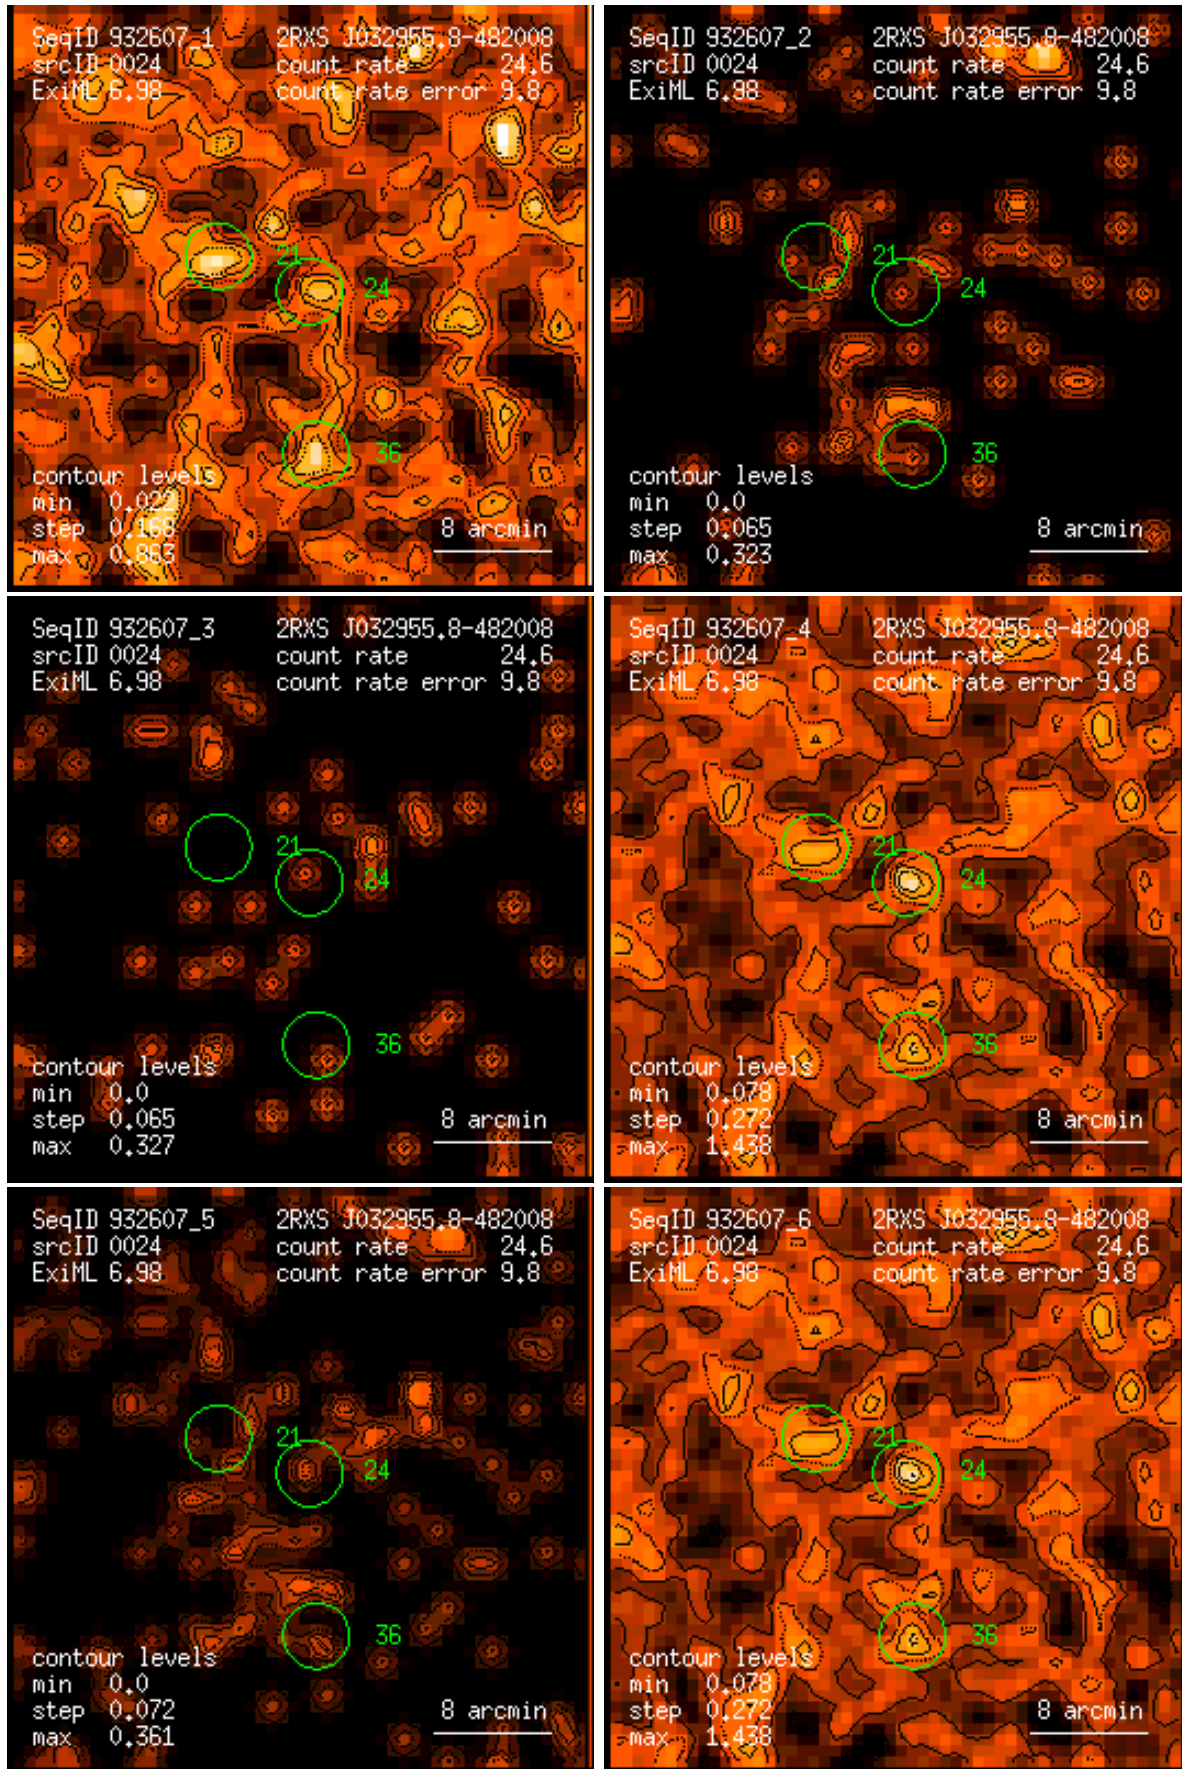 SeqID 932607_1 2RXS J032955.8-482008
srcID 0024 count rate 24.6
ExiML 6.98 count rate error 9.8
21
24
36
contour levels
min 0.022
step 0.168 8 arcmin
max 0.863
SeqID 932607_2 2RXS J032955.8-482008
srcID 0024 count rate 24.6
ExiML 6.98 count rate error 9.8
21
24
36
contour levels
min 0.0
step 0.065 8 arcmin
max 0.323
SeqID 932607_3 2RXS J032955.8-482008
srcID 0024 count rate 24.6
ExiML 6.98 count rate error 9.8
21
24
36
contour levels
min 0.0
step 0.065 8 arcmin
max 0.327
SeqID 932607_4 2RXS J032955.8-482008
srcID 0024 count rate 24.6
ExiML 6.98 count rate error 9.8
21
24
36
contour levels
min 0.078
step 0.272 8 arcmin
max 1.438
SeqID 932607_5 2RXS J032955.8-482008
srcID 0024 count rate 24.6
ExiML 6.98 count rate error 9.8
21
24
36
contour levels
min 0.0
step 0.072 8 arcmin
max 0.361
SeqID 932607_6 2RXS J032955.8-482008
srcID 0024 count rate 24.6
ExiML 6.98 count rate error 9.8
21
24
36
contour levels
min 0.078
step 0.272 8 arcmin
max 1.438